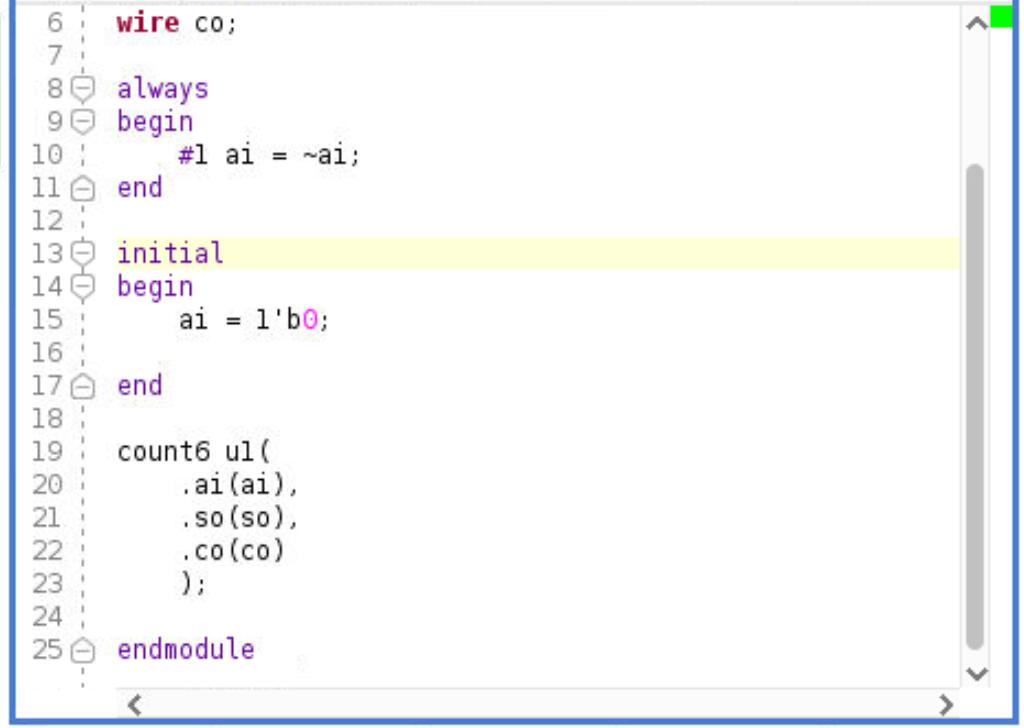 6 wire co;
7
8 always
9 begin
10 #1 ai = ~ai;
11 end
12
13 initial
14 begin
15 ai = 1'b0;
16
17 end
18
19 count6 u1(
20 .ai(ai),
21 .so(so),
22 .co(co)
23 );
24
25 endmodule